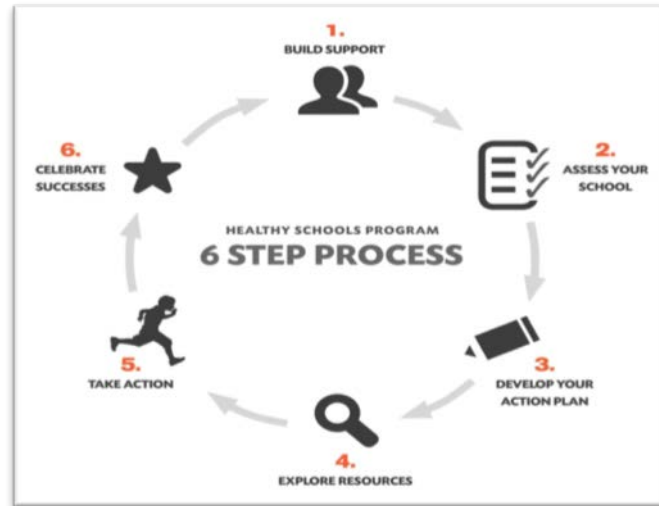 1.
BUILD SUPPORT
2.
ASSESS YOUR
SCHOOL
3.
DEVELOP YOUR
ACTION PLAN
4.
EXPLORE RESOURCES
5.
TAKE ACTION
6.
CELEBRATE
SUCCESSES
HEALTHY SCHOOLS PROGRAM
6 STEP PROCESS